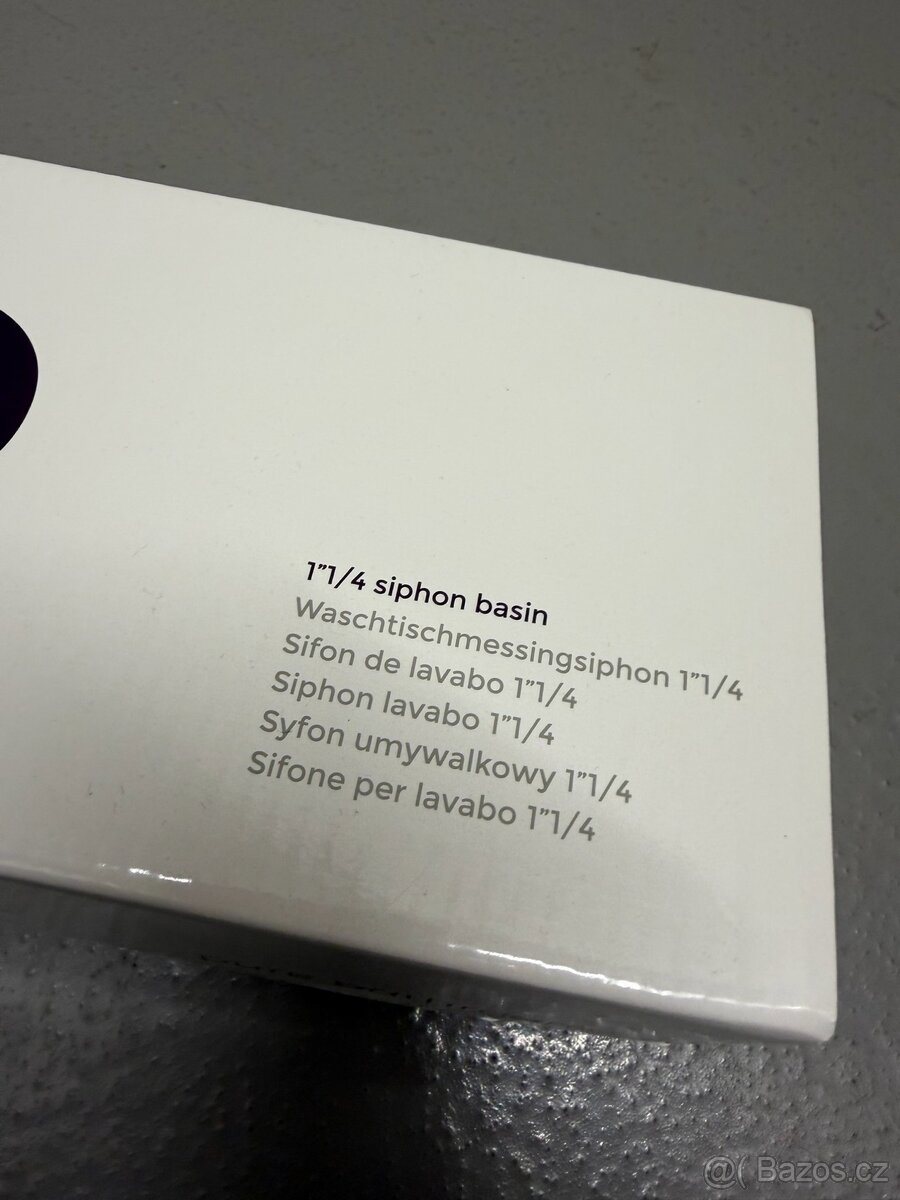 1”1/4 siphon basin
Waschtischmessingsiphon 1”1/4
Sifon de lavabo 1”1/4
Siphon lavabo 1”1/4
Syfon umywalkowy 1”1/4
Sifone per lavabo 1”1/4
@( Bazos.cz